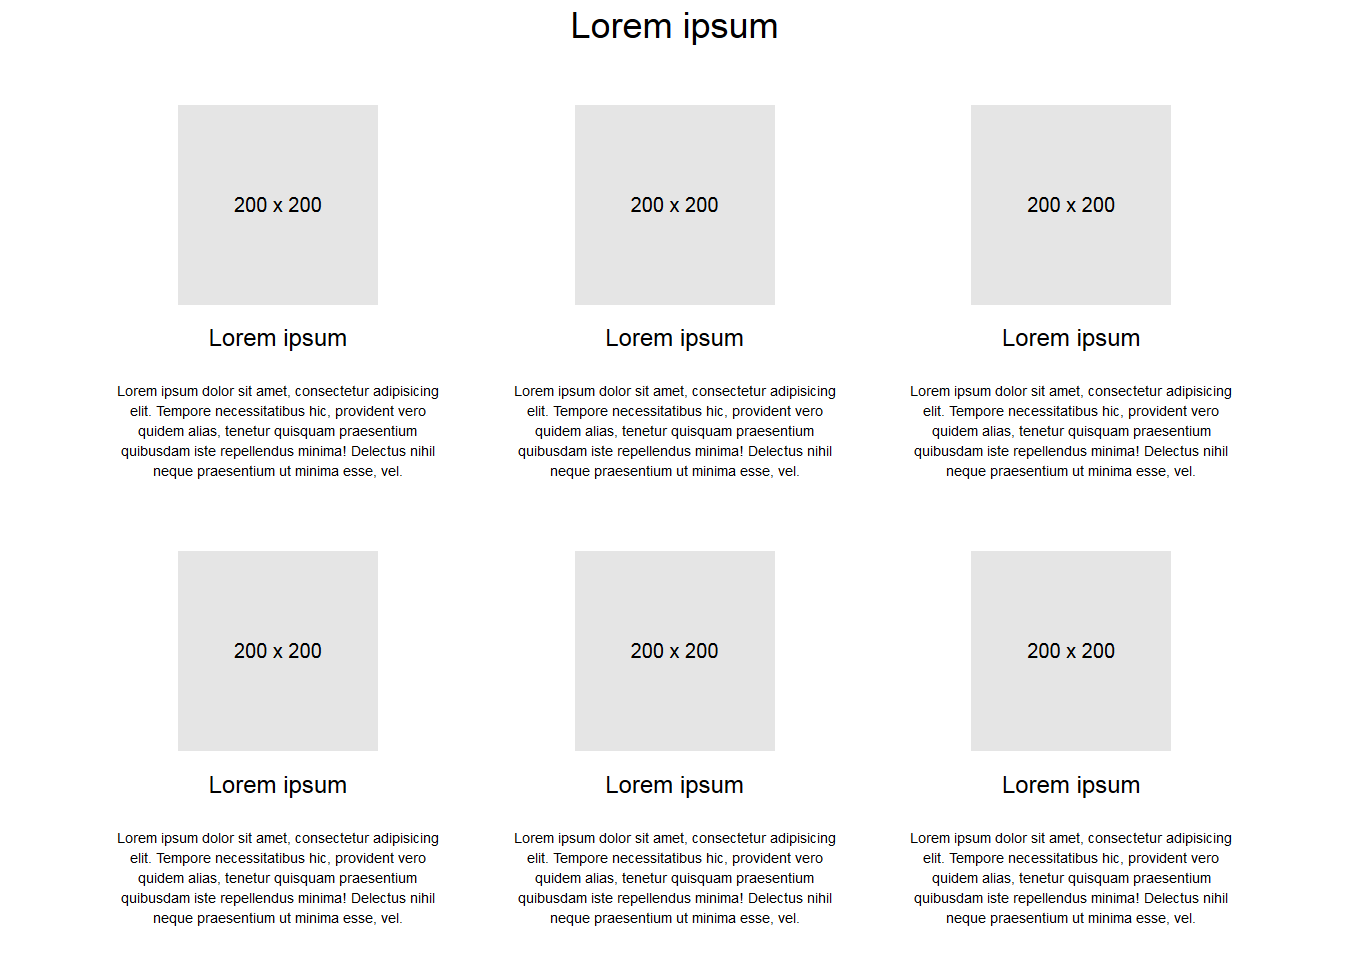 Lorem ipsum
200 x 200
200 x 200
200 x 200
Lorem ipsum
Lorem ipsum dolor sit amet, consectetur adipisicing
elit. Tempore necessitatibus hic, provident vero
quidem alias, tenetur quisquam praesentium
quibusdam iste repellendus minima! Delectus nihil
neque praesentium ut minima esse, vel.
Lorem ipsum
Lorem ipsum dolor sit amet, consectetur adipisicing
elit. Tempore necessitatibus hic, provident vero
quidem alias, tenetur quisquam praesentium
quibusdam iste repellendus minima! Delectus nihil
neque praesentium ut minima esse, vel.
Lorem ipsum
Lorem ipsum dolor sit amet, consectetur adipisicing
elit. Tempore necessitatibus hic, provident vero
quidem alias, tenetur quisquam praesentium
quibusdam iste repellendus minima! Delectus nihil
neque praesentium ut minima esse, vel.
200 x 200
200 x 200
200 x 200
Lorem ipsum
Lorem ipsum dolor sit amet, consectetur adipisicing
elit. Tempore necessitatibus hic, provident vero
quidem alias, tenetur quisquam praesentium
quibusdam iste repellendus minima! Delectus nihil
neque praesentium ut minima esse, vel.
Lorem ipsum
Lorem ipsum dolor sit amet, consectetur adipisicing
elit. Tempore necessitatibus hic, provident vero
quidem alias, tenetur quisquam praesentium
quibusdam iste repellendus minima! Delectus nihil
neque praesentium ut minima esse, vel.
Lorem ipsum
Lorem ipsum dolor sit amet, consectetur adipisicing
elit. Tempore necessitatibus hic, provident vero
quidem alias, tenetur quisquam praesentium
quibusdam iste repellendus minima! Delectus nihil
neque praesentium ut minima esse, vel.